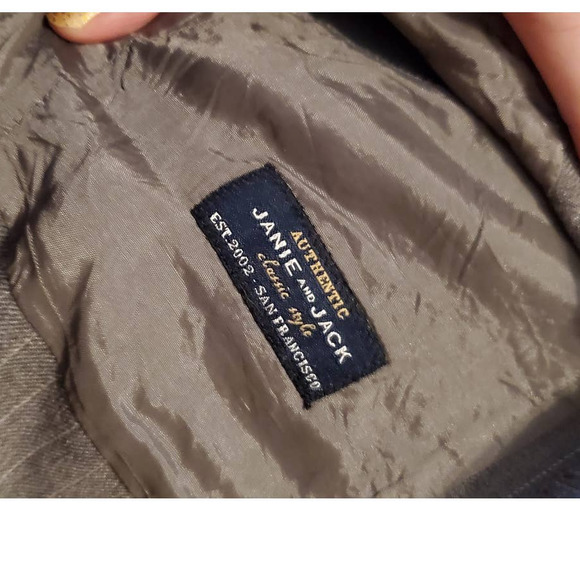 AUTHENTIC
JANIE AND JACK
classic style
EST. 2002 - SAN FRANCISCO